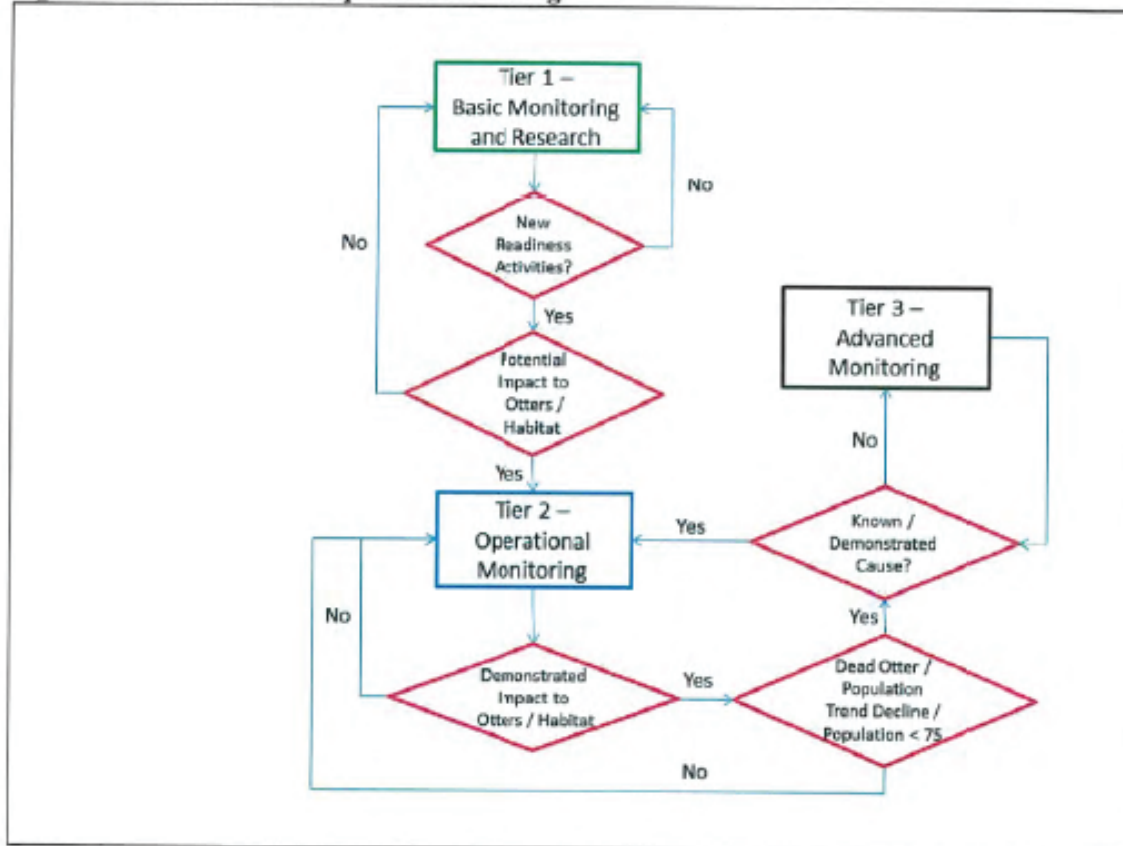 Tier 1 –
Basic Monitoring
and Research
No
New
Readiness
Activities?
No
Yes
Potential
Impact to
Otters /
Habitat
Tier 3 –
Advanced
Monitoring
No
Yes
Tier 2 –
Operational
Monitoring
Yes
Known /
Demonstrated
Cause?
No
Yes
Demonstrated
Impact to
Otters / Habitat
Yes
Dead Otter /
Population
Trend Decline /
Population < 75
No